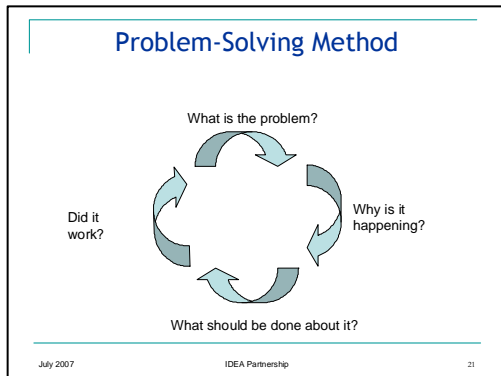 Problem-Solving Method
What is the problem?
Why is it
happening?
Did it
work?
What should be done about it?
July 2007
IDEA Partnership
21